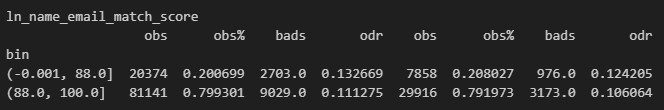 ln_name_email_match_score
obs obs% bads odr obs obs% bads odr
bin
(-0.001, 88.0] 20374 0.200699 2703.0 0.132669 7858 0.208027 976.0 0.124205
(88.0, 100.0] 81141 0.799301 9029.0 0.111275 29916 0.791973 3173.0 0.106064